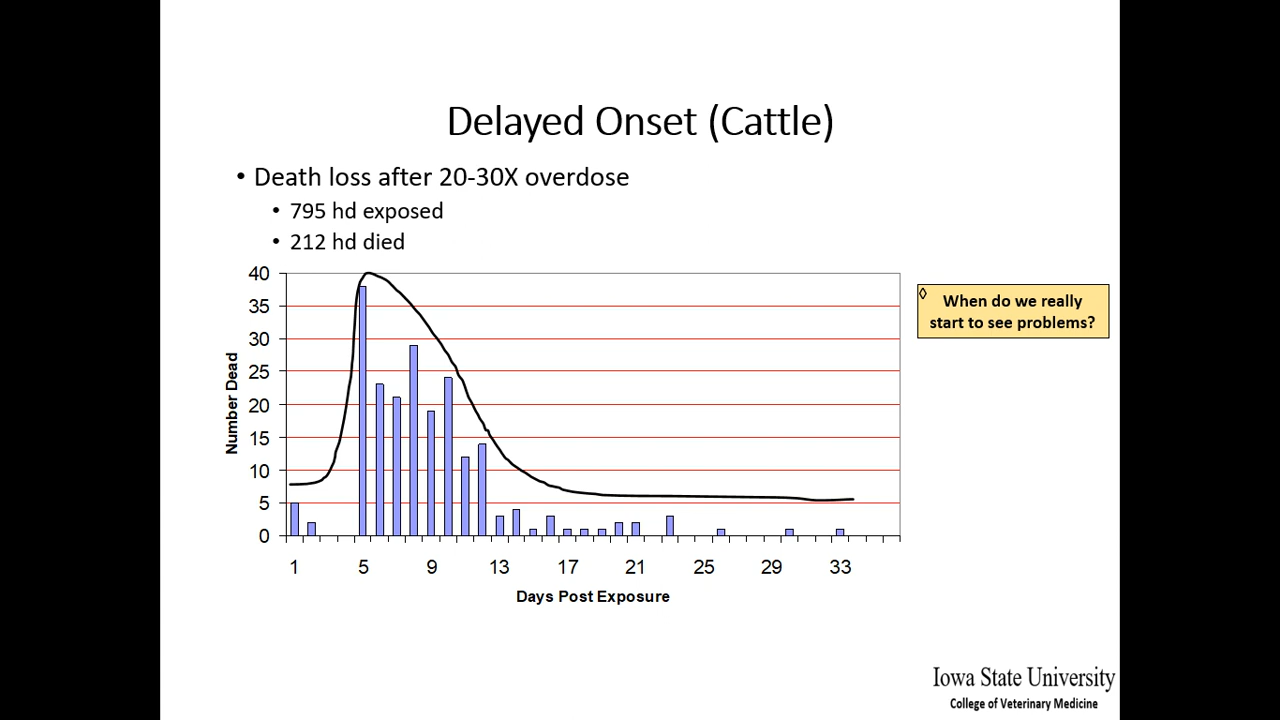 Delayed Onset (Cattle)
• Death loss after 20-30X overdose
• 795 hd exposed
• 212 hd died
40
35
30
25
20
15
10
5
0
Number Dead
1 5 9 13 17 21 25 29 33
Days Post Exposure
◊ When do we really
start to see problems?
Iowa State University
College of Veterinary Medicine